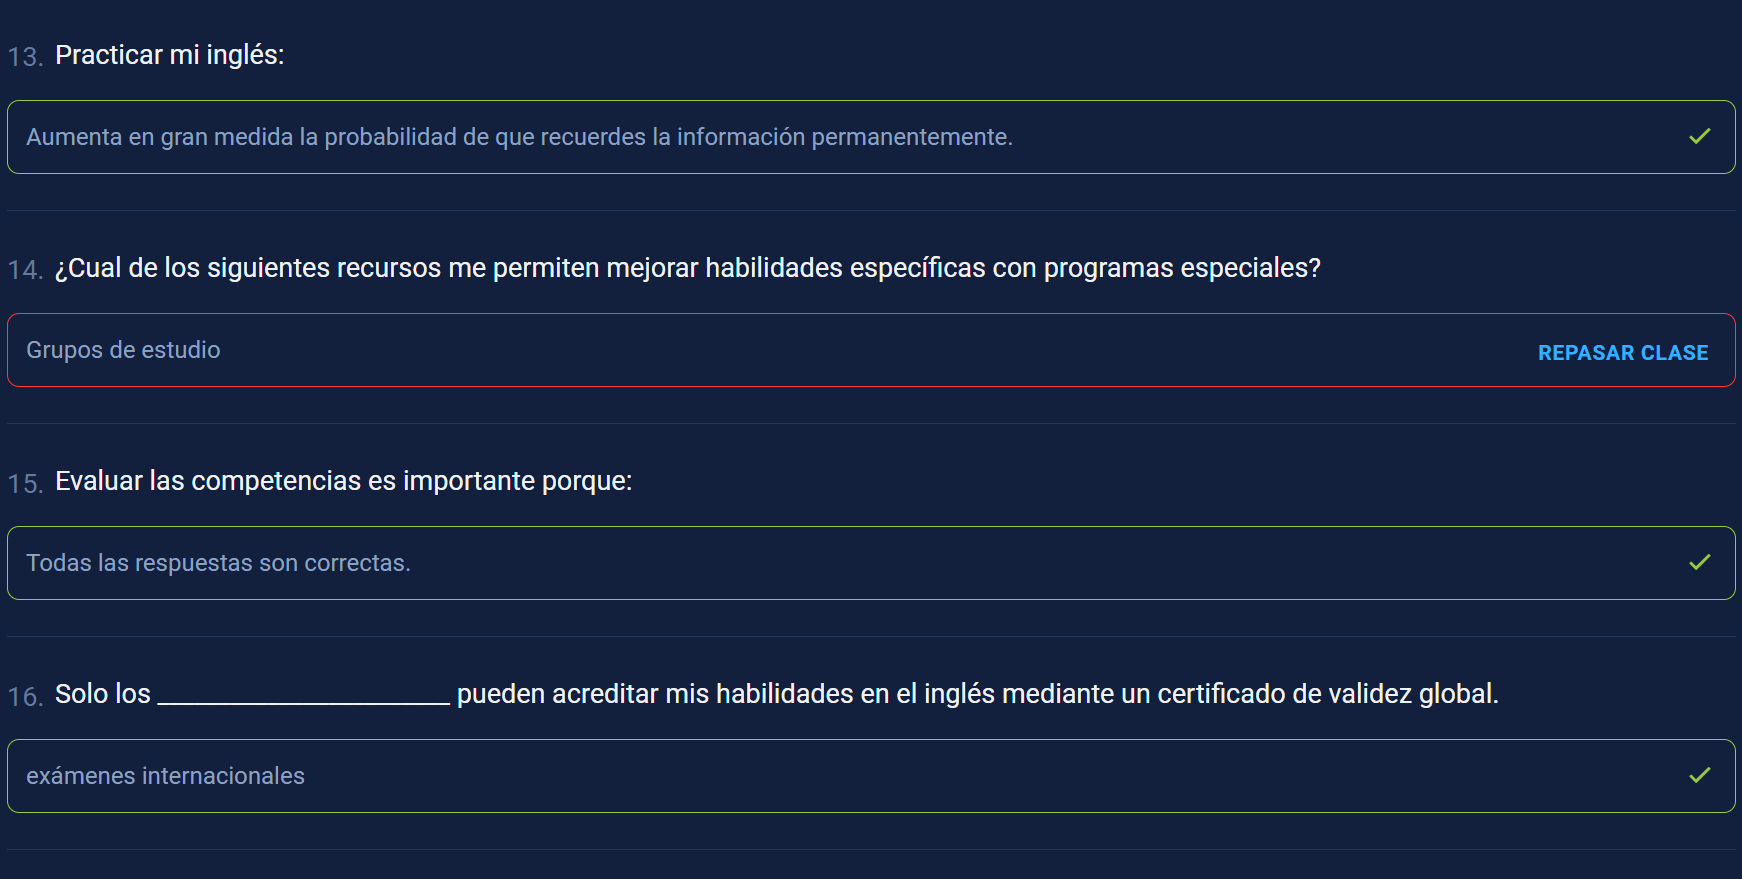 13. Practicar mi inglés:
Aumenta en gran medida la probabilidad de que recuerdes la información permanentemente.
14. ¿Cual de los siguientes recursos me permiten mejorar habilidades específicas con programas especiales?
Grupos de estudio
REPASAR CLASE
15. Evaluar las competencias es importante porque:
Todas las respuestas son correctas.
16. Solo los ____________________ pueden acreditar mis habilidades en el inglés mediante un certificado de validez global.
exámenes internacionales